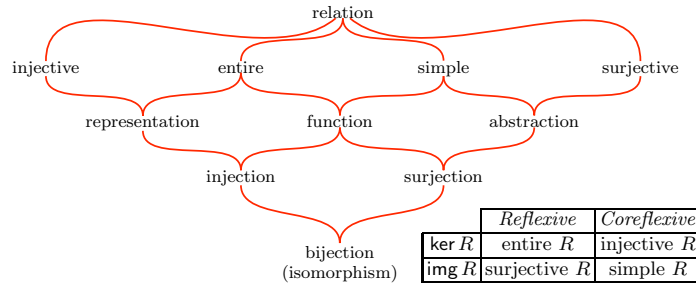 relation
injective entire simple surjective
representation function abstraction
injection surjection
bijection
(isomorphism)
Reflexive Coreflexive
ker R entire R injective R
img R surjective R simple R